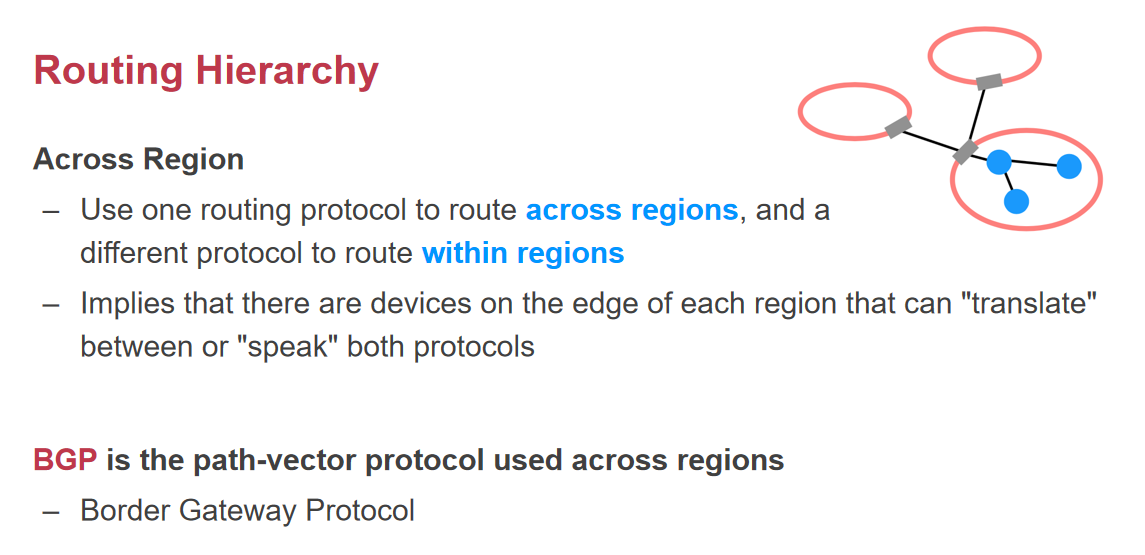 Routing Hierarchy
Across Region
– Use one routing protocol to route across regions, and a
different protocol to route within regions
– Implies that there are devices on the edge of each region that can "translate"
between or "speak" both protocols
BGP is the path-vector protocol used across regions
– Border Gateway Protocol